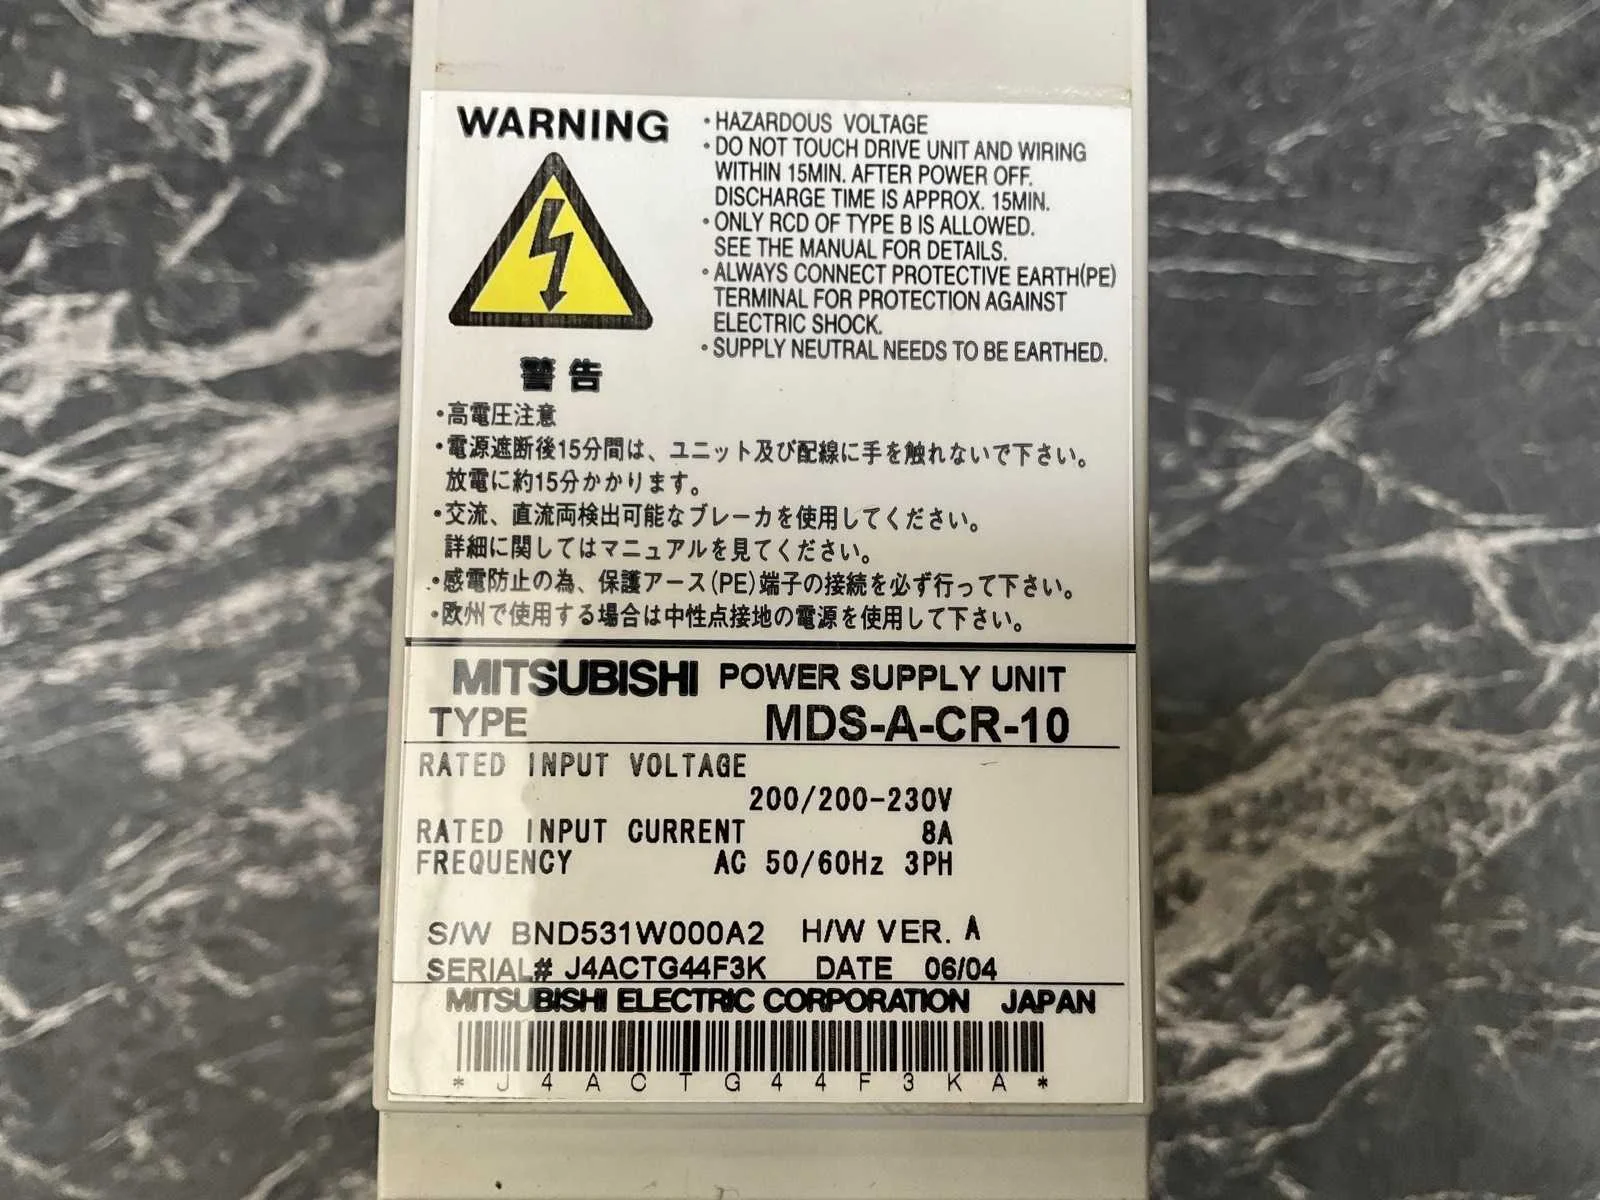 WARNING
・HAZARDOUS VOLTAGE
・DO NOT TOUCH DRIVE UNIT AND WIRING
WITHIN 15MIN. AFTER POWER OFF.
DISCHARGE TIME IS APPROX. 15MIN.
・ONLY RCD OF TYPE B IS ALLOWED.
SEE THE MANUAL FOR DETAILS.
・ALWAYS CONNECT PROTECTIVE EARTH(PE)
TERMINAL FOR PROTECTION AGAINST
ELECTRIC SHOCK.
・SUPPLY NEUTRAL NEEDS TO BE EARTHED.
警告
・高電圧注意
・電源遮断後15分間は、ユニット及び配線に手を触れないで下さい。
放電に約15分かかります。
・交流、直流両検出可能なブレーカを使用してください。
詳細に関してはマニュアルを見てください。
・感電防止の為、保護アース(PE)端子の接続を必ず行って下さい。
・欧州で使用する場合は中性点接地の電源を使用して下さい。
MITSUBISHI POWER SUPPLY UNIT
TYPE MDS-A-CR-10
RATED INPUT VOLTAGE
200/200-230V
RATED INPUT CURRENT 8A
FREQUENCY AC 50/60Hz 3PH
S/W BND531W000A2 H/W VER. A
SERIAL# J4ACTG44F3K DATE 06/04
MITSUBISHI ELECTRIC CORPORATION JAPAN
*J4ACTG44F3KA*